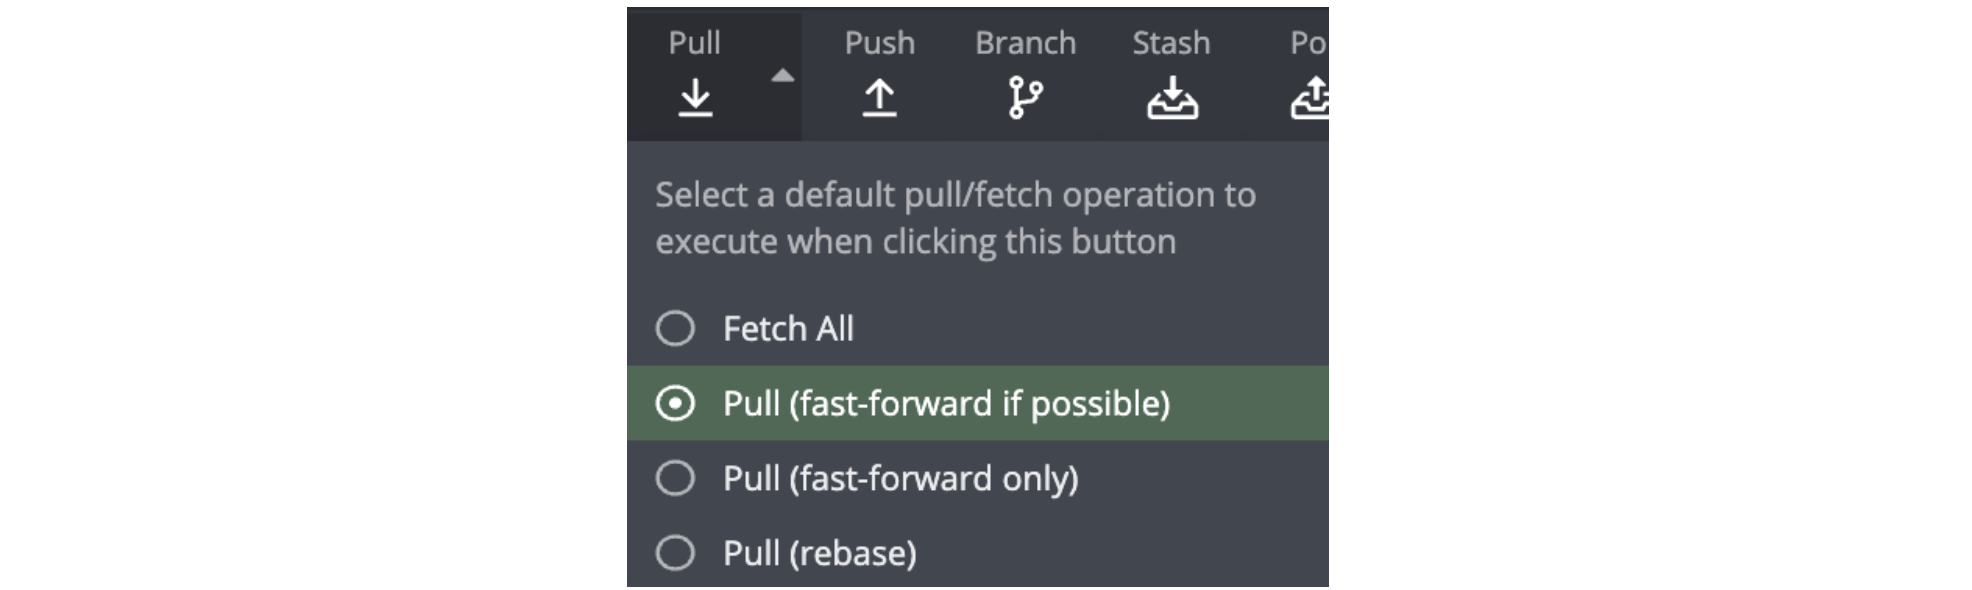 Pull Push Branch Stash Po
Select a default pull/fetch operation to
execute when clicking this button
Fetch All
Pull (fast-forward if possible)
Pull (fast-forward only)
Pull (rebase)